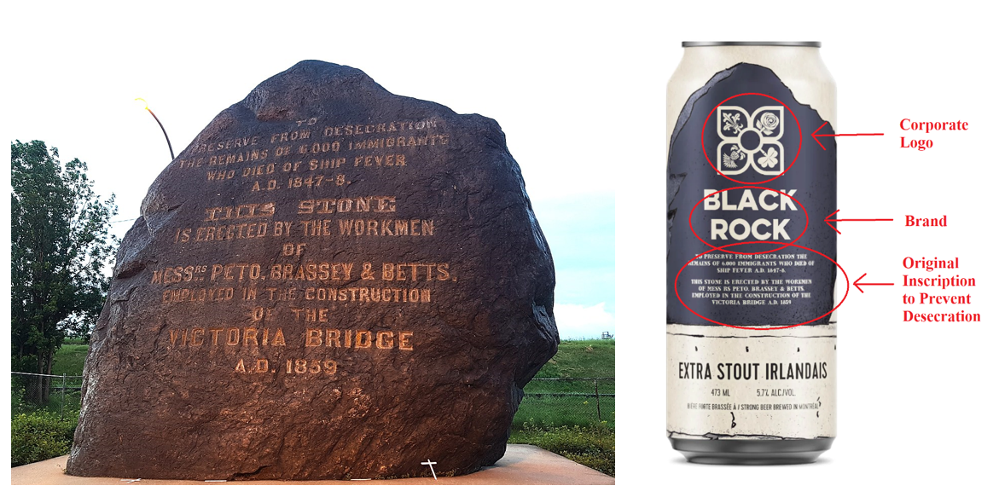 TO
PRESERVE FROM DESECRATION
THE REMAINS OF 6,000 IMMIGRANTS
WHO DIED OF SHIP FEVER
A.D. 1847-8.
THIS STONE
IS ERECTED BY THE WORKMEN
OF
MESSRS PETO, BRASSEY & BETTS.
EMPLOYED IN THE CONSTRUCTION
OF THE
VICTORIA BRIDGE
A.D. 1859
BLACK
ROCK
TO PRESERVE FROM DESECRATION THE
REMAINS OF 6,000 IMMIGRANTS WHO DIED OF
SHIP FEVER A.D. 1847-8.
THIS STONE IS ERECTED BY THE WORKMEN
OF MESS RS PETO, BRASSEY & BETTS,
EMPLOYED IN THE CONSTRUCTION OF THE
VICTORIA BRIDGE A.D. 1859
EXTRA STOUT IRLANDAIS
473 ML 5.7% ALC./VOL.
BIÈRE FORTE BRASSÉE À / STRONG BEER BREWED IN MONTRÉAL
Corporate
Logo
Brand
Original
Inscription
to Prevent
Desecration